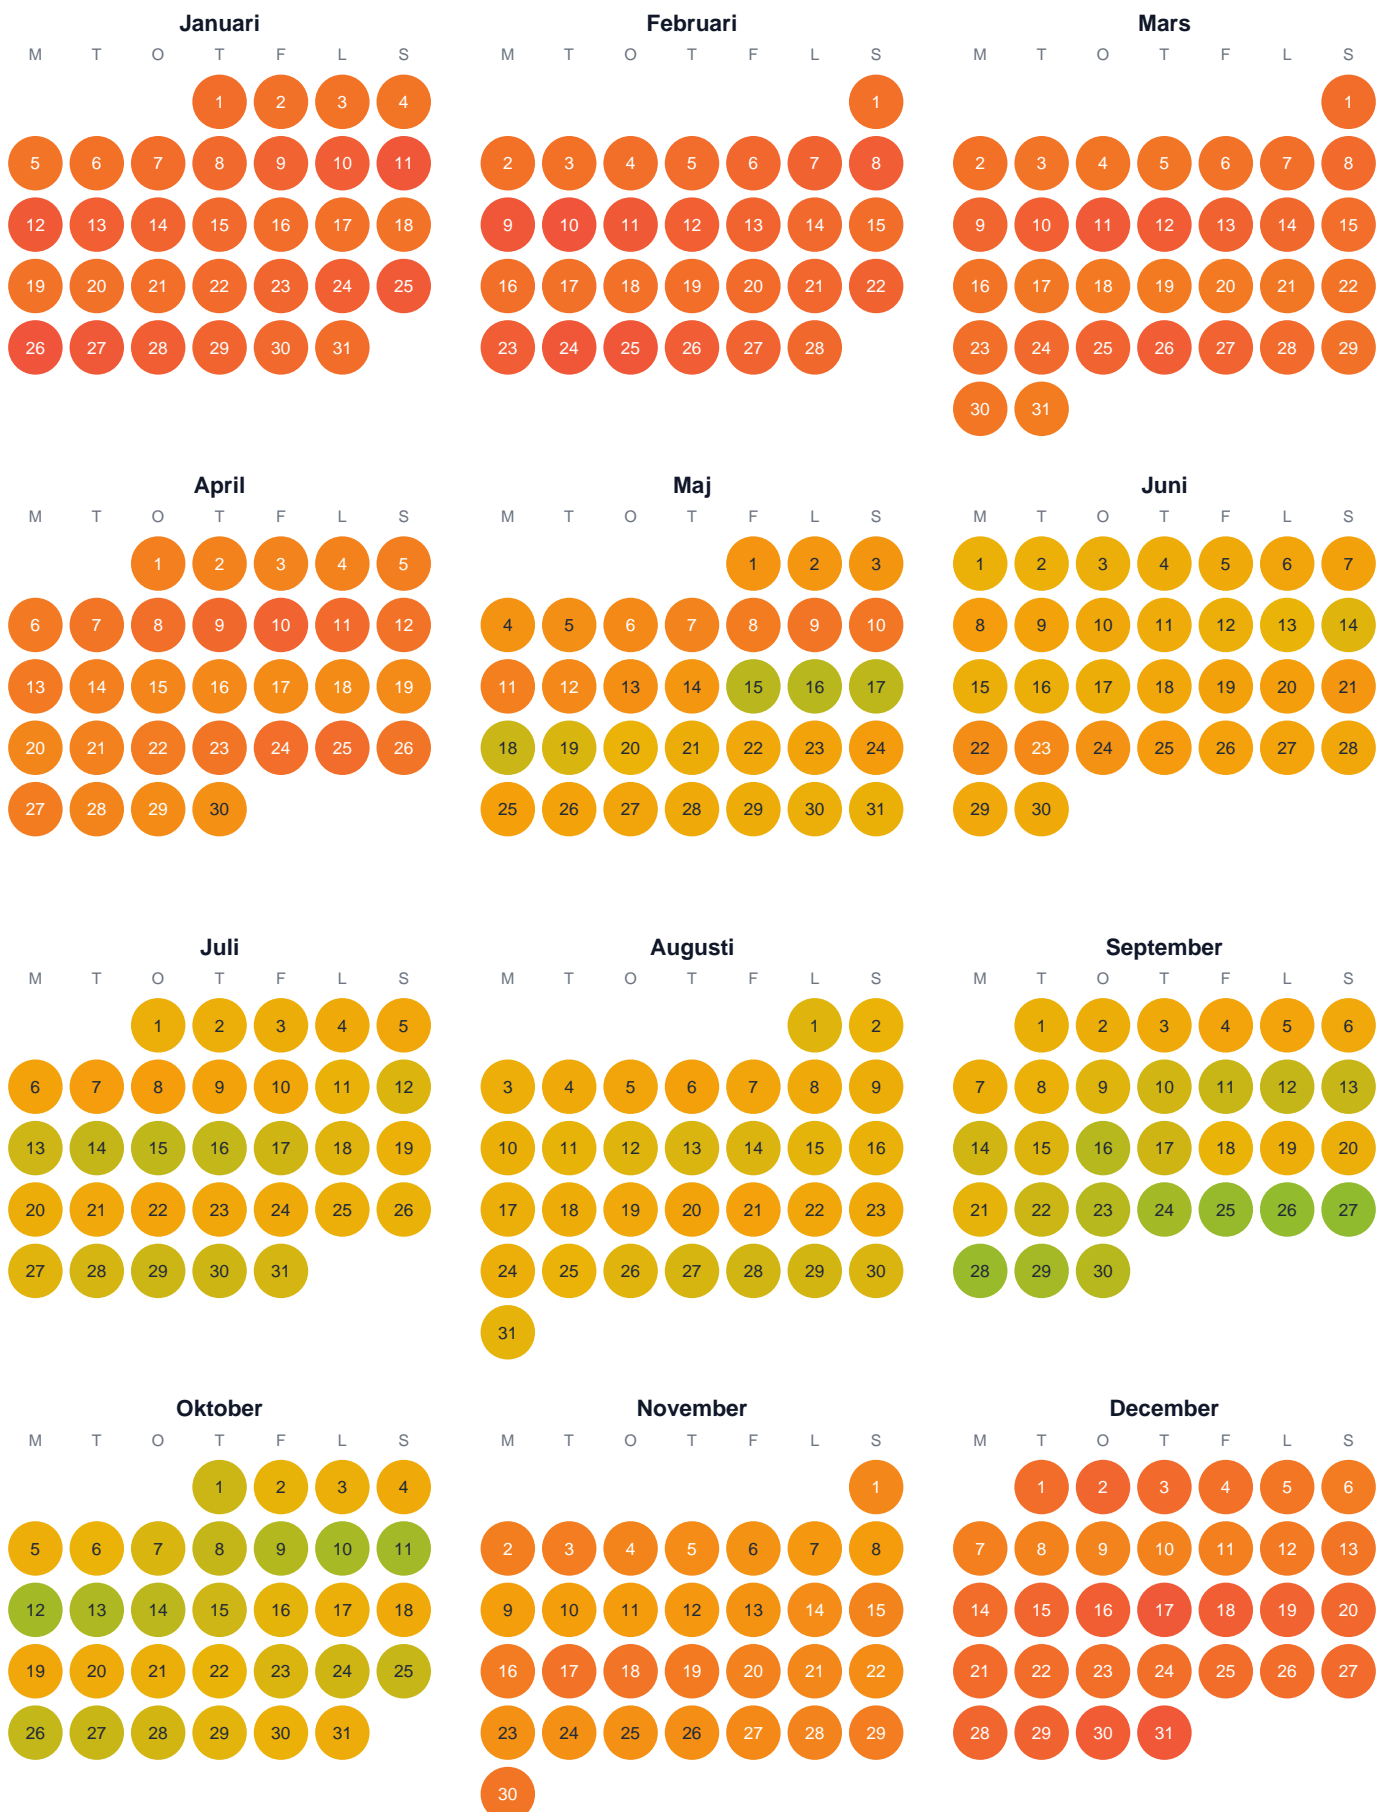 Januari Februari Mars
M T O T F L S M T O T F L S M T O T F L S
1 2 3 4 1 1
5 6 7 8 9 10 11 2 3 4 5 6 7 8 2 3 4 5 6 7 8
12 13 14 15 16 17 18 9 10 11 12 13 14 15 9 10 11 12 13 14 15
19 20 21 22 23 24 25 16 17 18 19 20 21 22 16 17 18 19 20 21 22
26 27 28 29 30 31 23 24 25 26 27 28 23 24 25 26 27 28 29
30 31
April Maj Juni
M T O T F L S M T O T F L S M T O T F L S
1 2 3 4 5 1 2 3 1 2 3 4 5 6 7
6 7 8 9 10 11 12 4 5 6 7 8 9 10 8 9 10 11 12 13 14
13 14 15 16 17 18 19 11 12 13 14 15 16 17 15 16 17 18 19 20 21
20 21 22 23 24 25 26 18 19 20 21 22 23 24 22 23 24 25 26 27 28
27 28 29 30 25 26 27 28 29 30 31 29 30
Juli Augusti September
M T O T F L S M T O T F L S M T O T F L S
1 2 3 4 5 1 2 1 2 3 4 5 6
6 7 8 9 10 11 12 3 4 5 6 7 8 9 7 8 9 10 11 12 13
13 14 15 16 17 18 19 10 11 12 13 14 15 16 14 15 16 17 18 19 20
20 21 22 23 24 25 26 17 18 19 20 21 22 23 21 22 23 24 25 26 27
27 28 29 30 31 24 25 26 27 28 29 30 28 29 30
31
Oktober November December
M T O T F L S M T O T F L S M T O T F L S
1 2 3 4 1 1 2 3 4 5 6
5 6 7 8 9 10 11 2 3 4 5 6 7 8 7 8 9 10 11 12 13
12 13 14 15 16 17 18 9 10 11 12 13 14 15 14 15 16 17 18 19 20
19 20 21 22 23 24 25 16 17 18 19 20 21 22 21 22 23 24 25 26 27
26 27 28 29 30 31 23 24 25 26 27 28 29 28 29 30 31
30